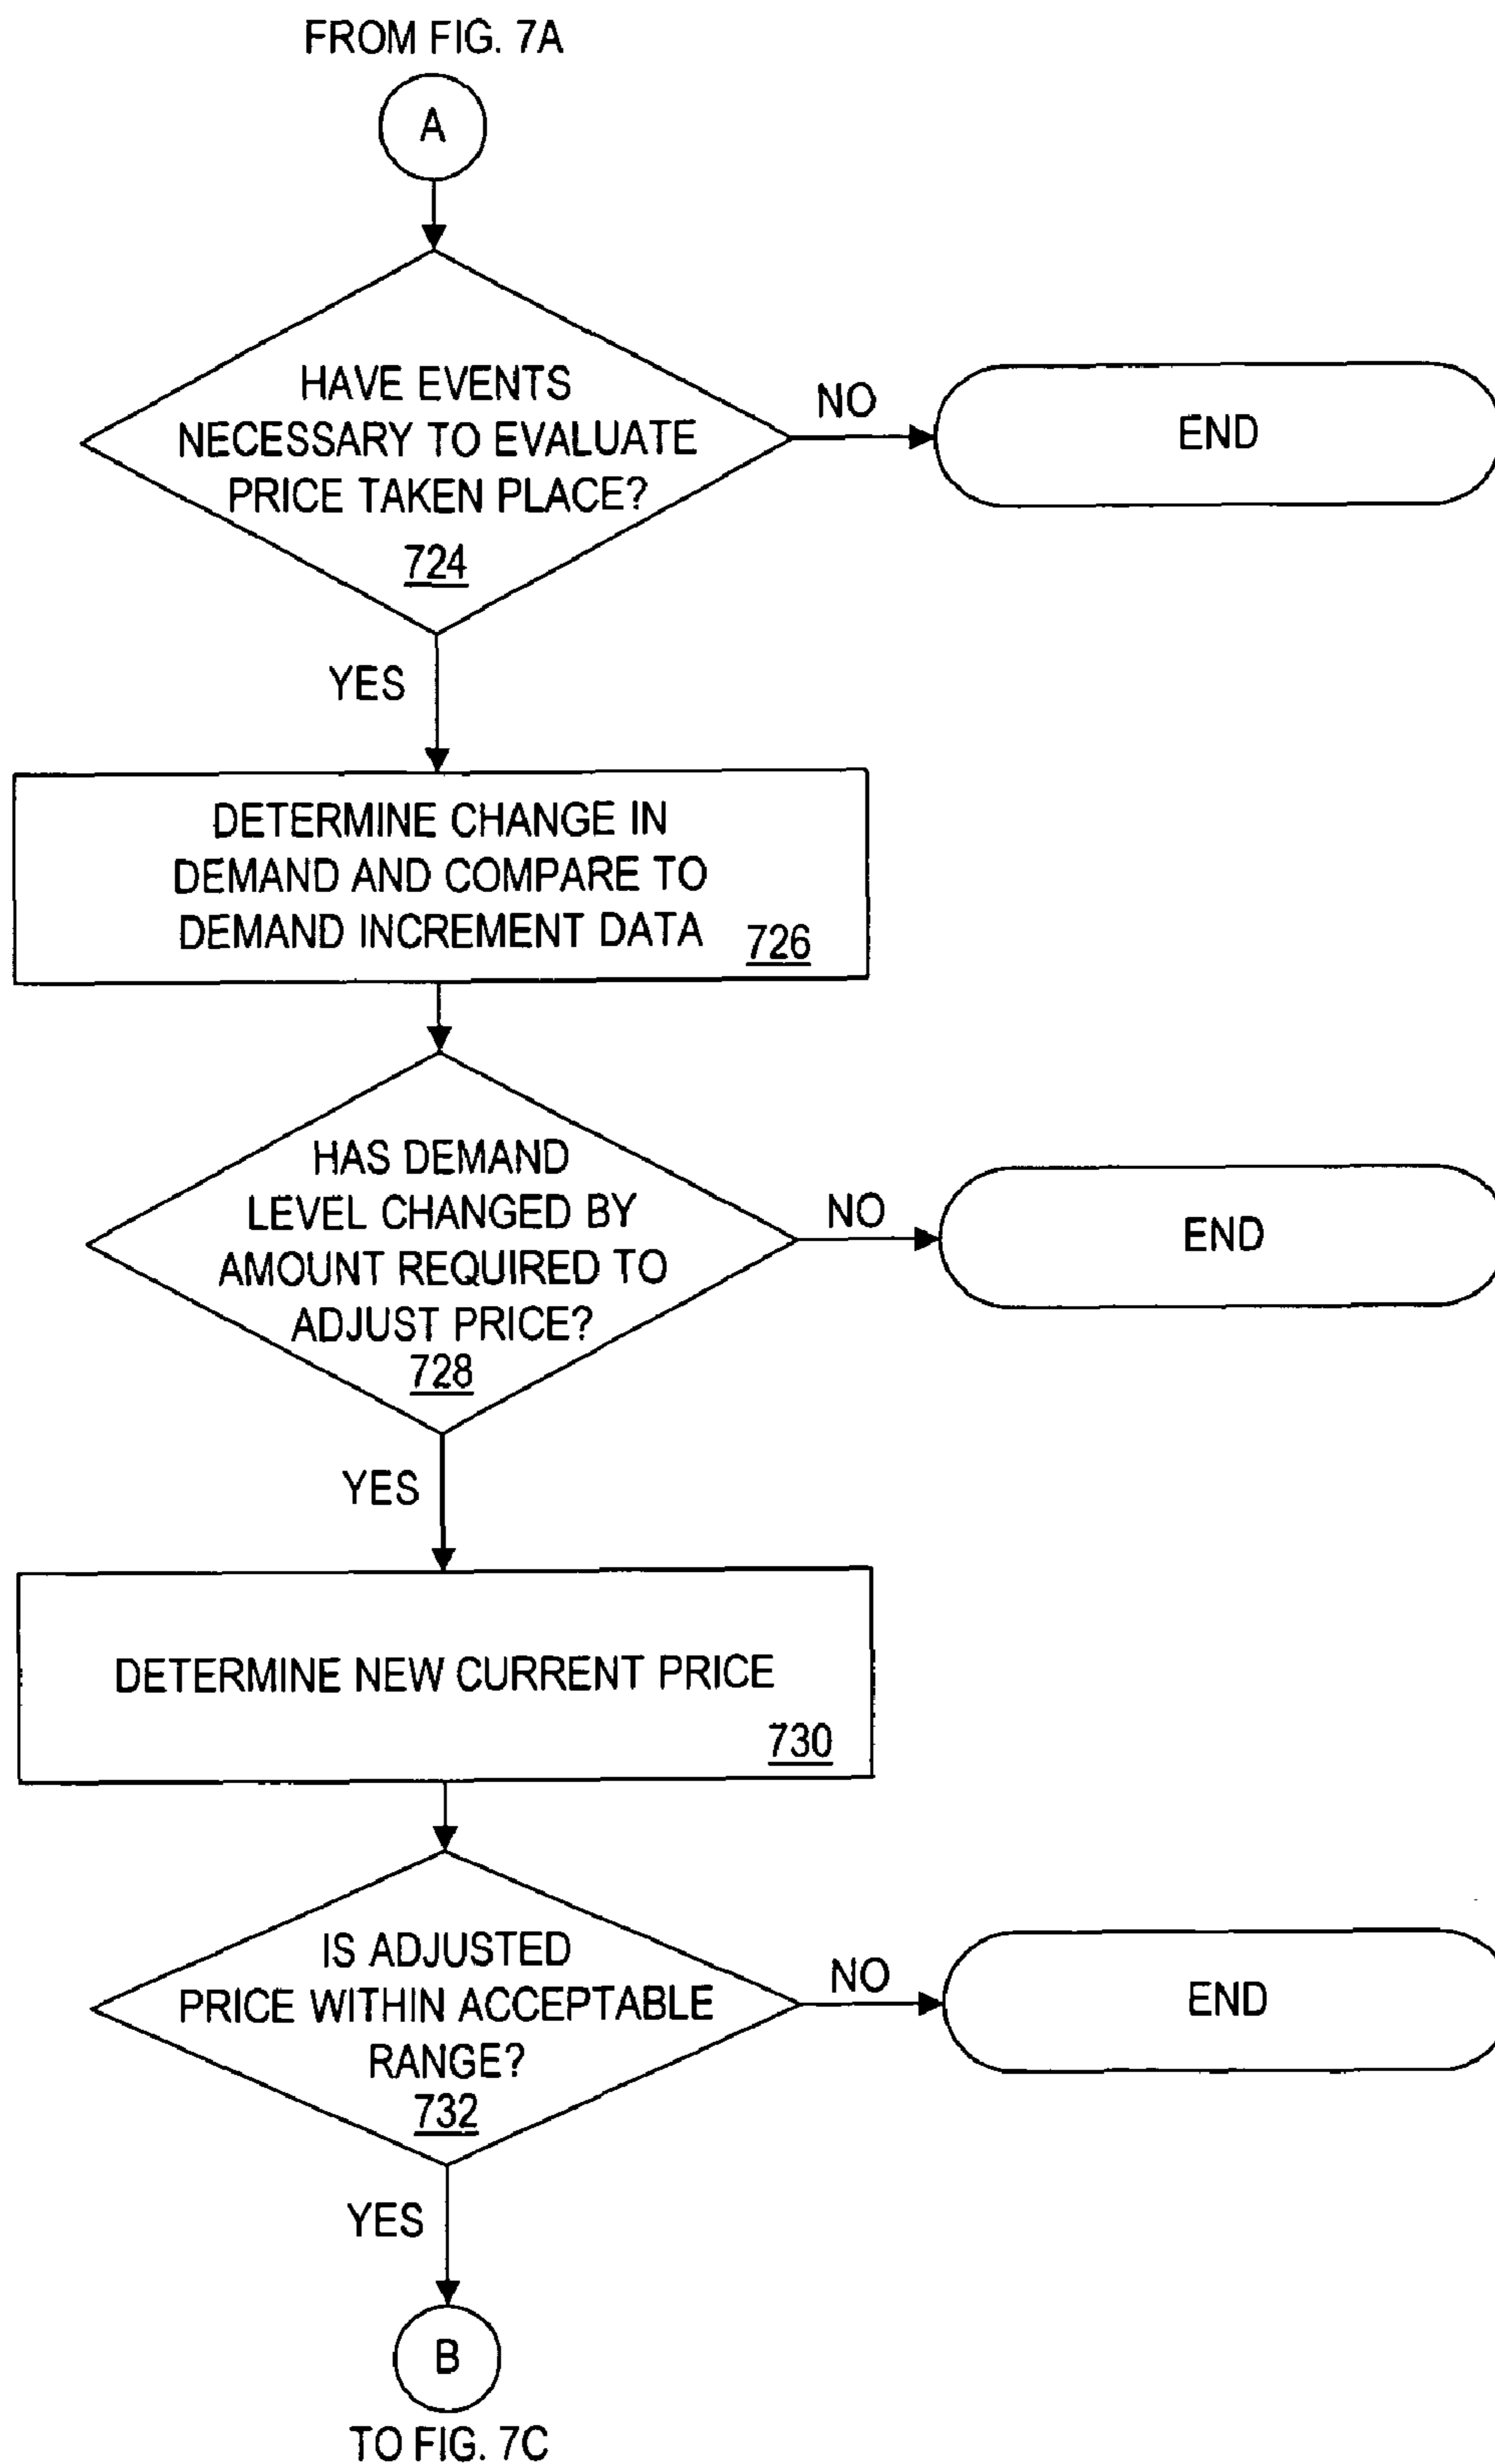 FROM FIG. 7A
A
HAVE EVENTS
NECESSARY TO EVALUATE
PRICE TAKEN PLACE?
724
NO
END
YES
DETERMINE CHANGE IN
DEMAND AND COMPARE TO
DEMAND INCREMENT DATA
726
HAS DEMAND
LEVEL CHANGED BY
AMOUNT REQUIRED TO
ADJUST PRICE?
728
NO
END
YES
DETERMINE NEW CURRENT PRICE
730
IS ADJUSTED
PRICE WITHIN ACCEPTABLE
RANGE?
732
NO
END
YES
B
TO FIG. 7C